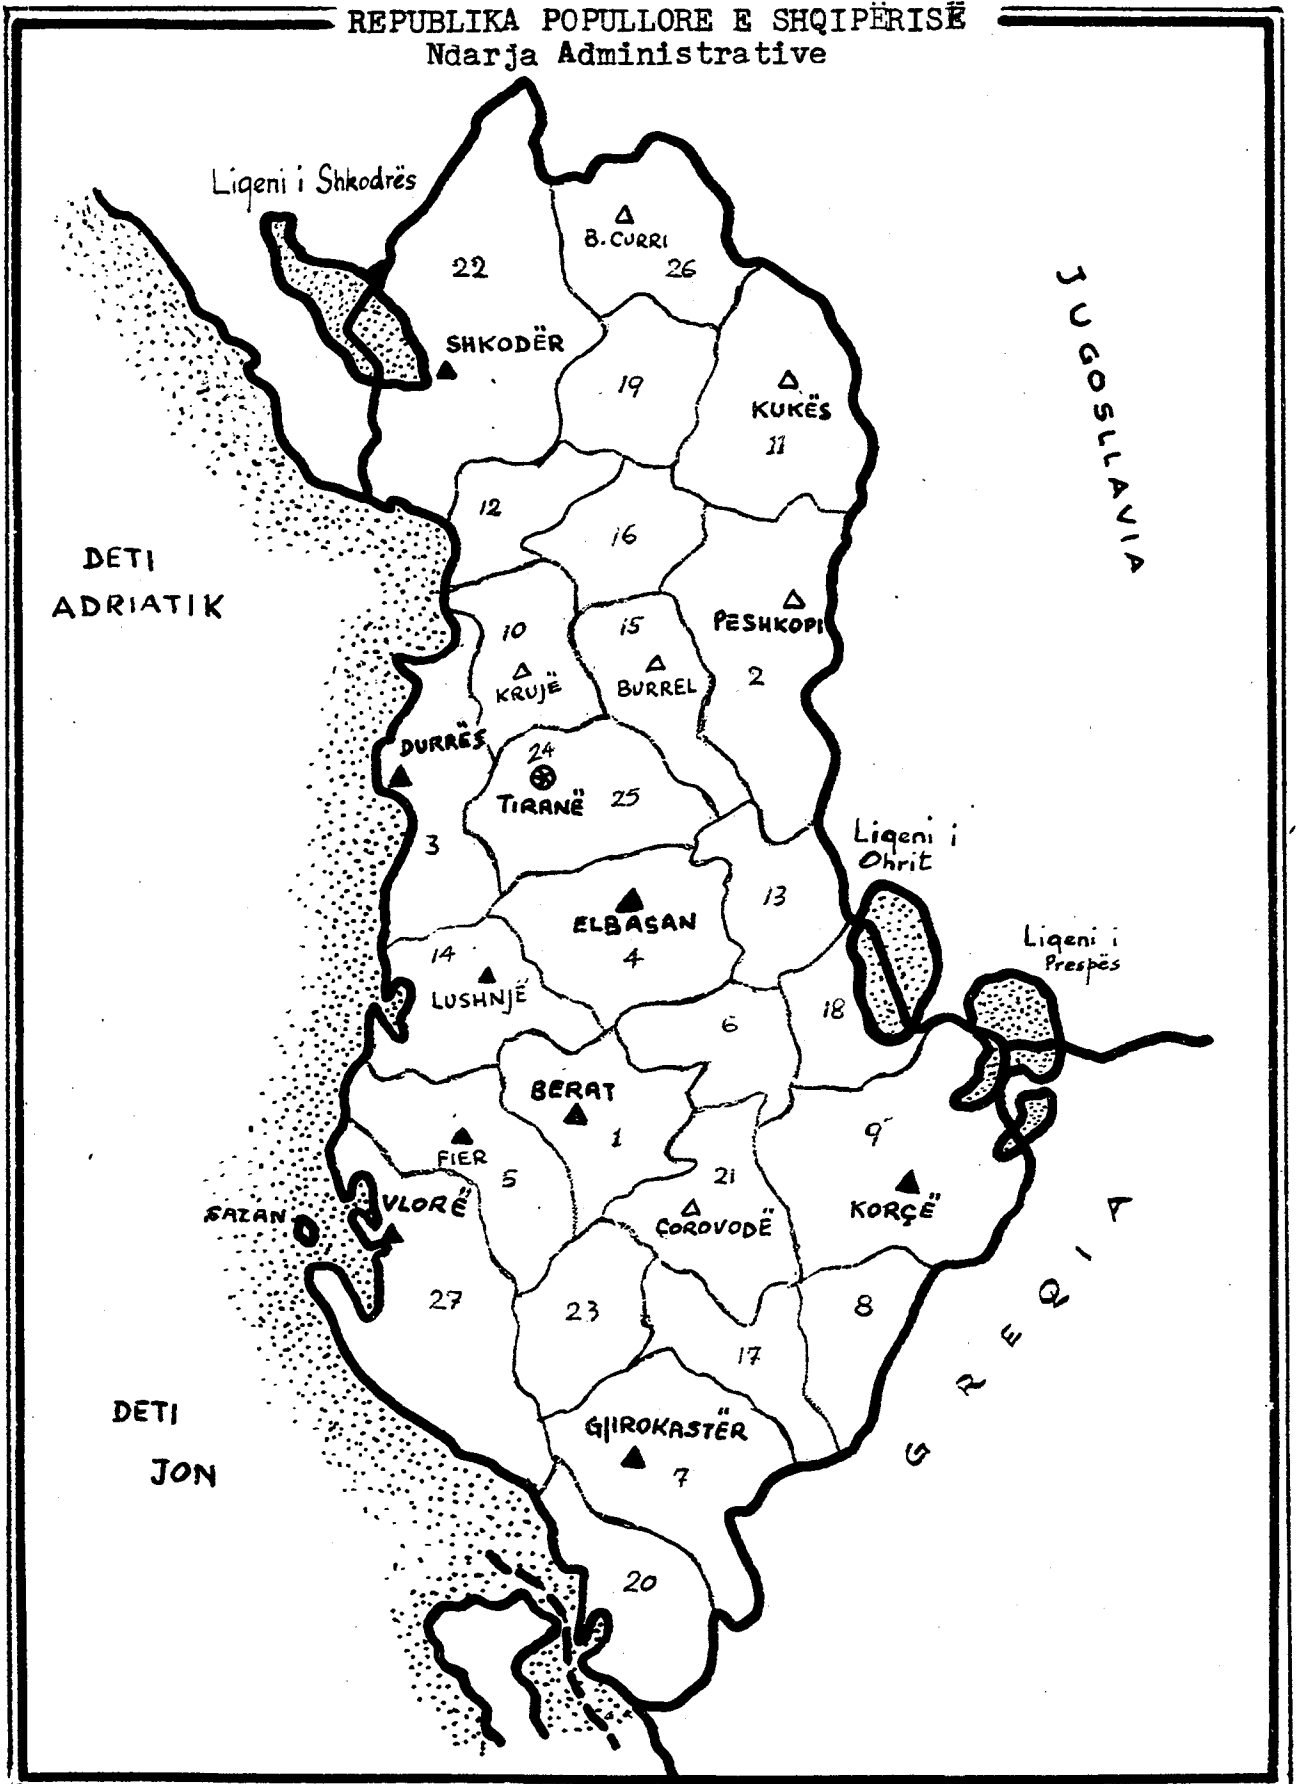 REPUBLIKA POPULLORE E SHQIPËRISË
Ndarja Administrative
Liqeni i Shkodrës
B. CURRI
26
22
JUGOSLLAVIA
SHKODËR
19
KUKËS
11
12
16
DETI
ADRIATIK
PESHKOPI
2
10
KRUJË
15
BURREL
DURRËS
24
TIRANË
25
3
Liqeni i
Ohrit
ELBASAN
4
13
Liqeni i
Prespës
14
LUSHNJË
6
18
BERAT
1
9
FIER
5
21
ÇOROVODË
KORÇË
SAZAN
VLORË
27
23
8
17
GREQIA
DETI
JON
GJIROKASTËR
7
20